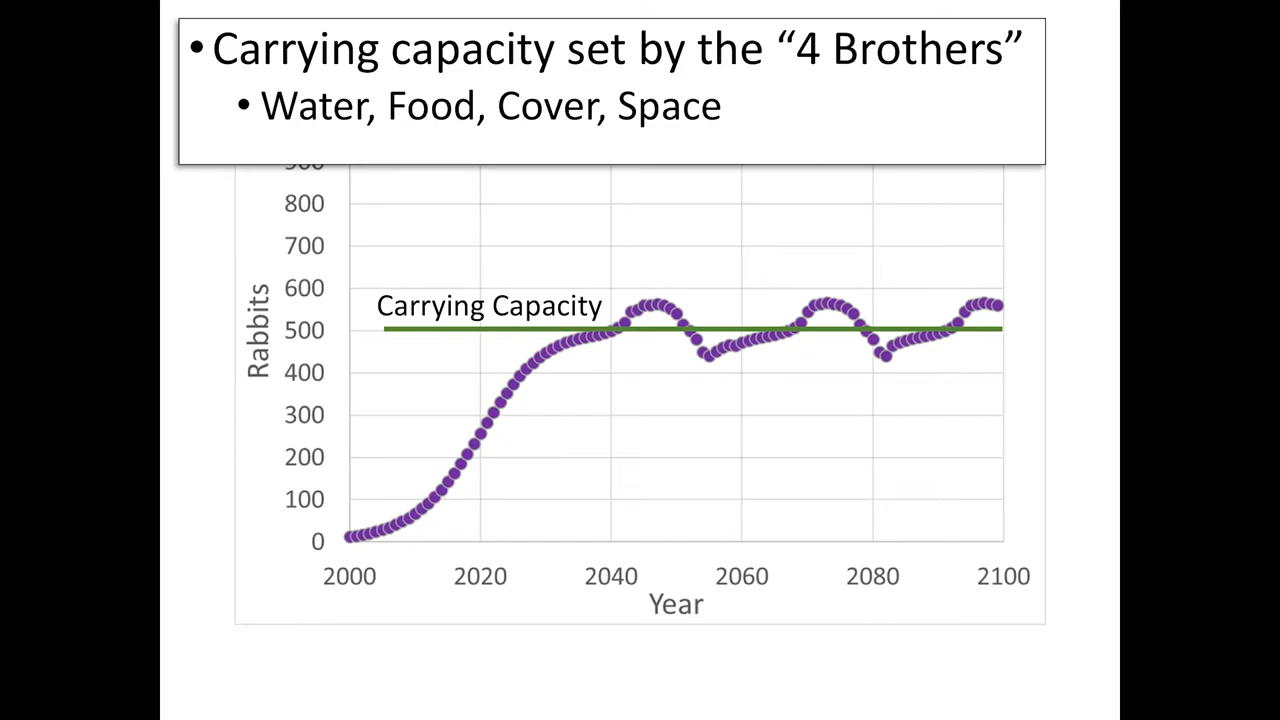 • Carrying capacity set by the “4 Brothers”
• Water, Food, Cover, Space
800
700
600
500
400
300
200
100
0
Carrying Capacity
Rabbits
2000 2020 2040 2060 2080 2100
Year